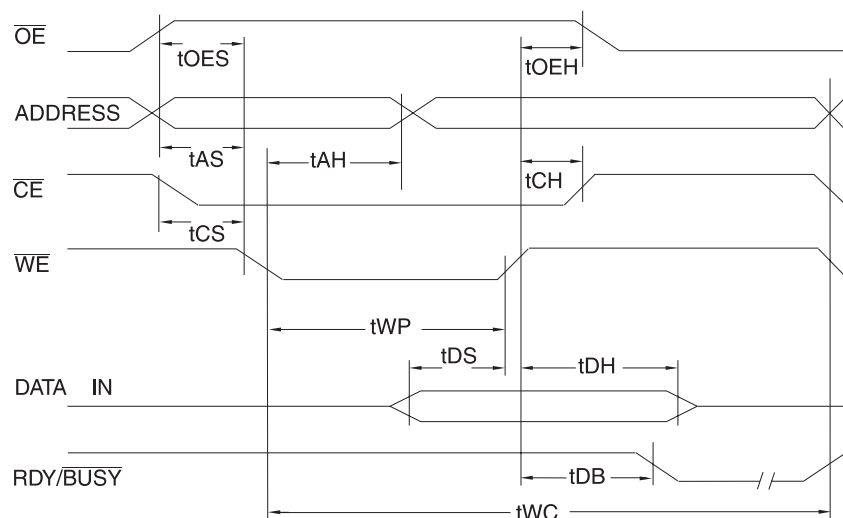 OE
tOES
tOEH
ADDRESS
tAS
tAH
tCH
CE
tCS
WE
tWP
tDS
tDH
DATA IN
RDY/BUSY
tDB
tWC